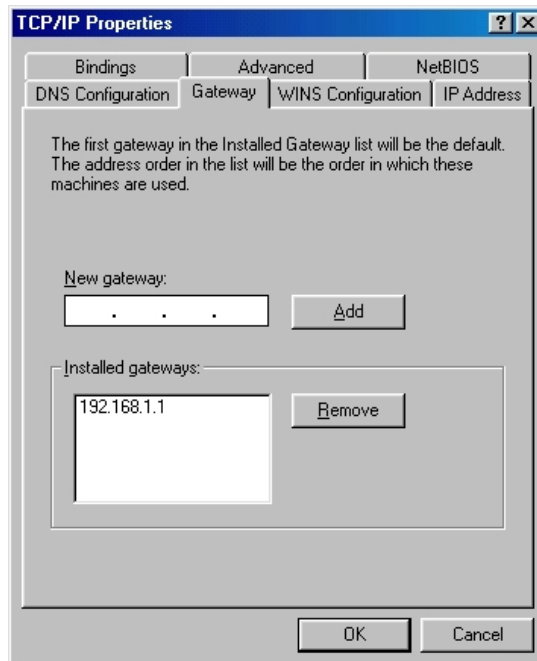 TCP/IP Properties
? ×
Bindings Advanced NetBIOS
DNS Configuration Gateway WINS Configuration IP Address
The first gateway in the Installed Gateway list will be the default.
The address order in the list will be the order in which these
machines are used.
New gateway:
. . .
Add
Installed gateways:
192.168.1.1
Remove
OK Cancel